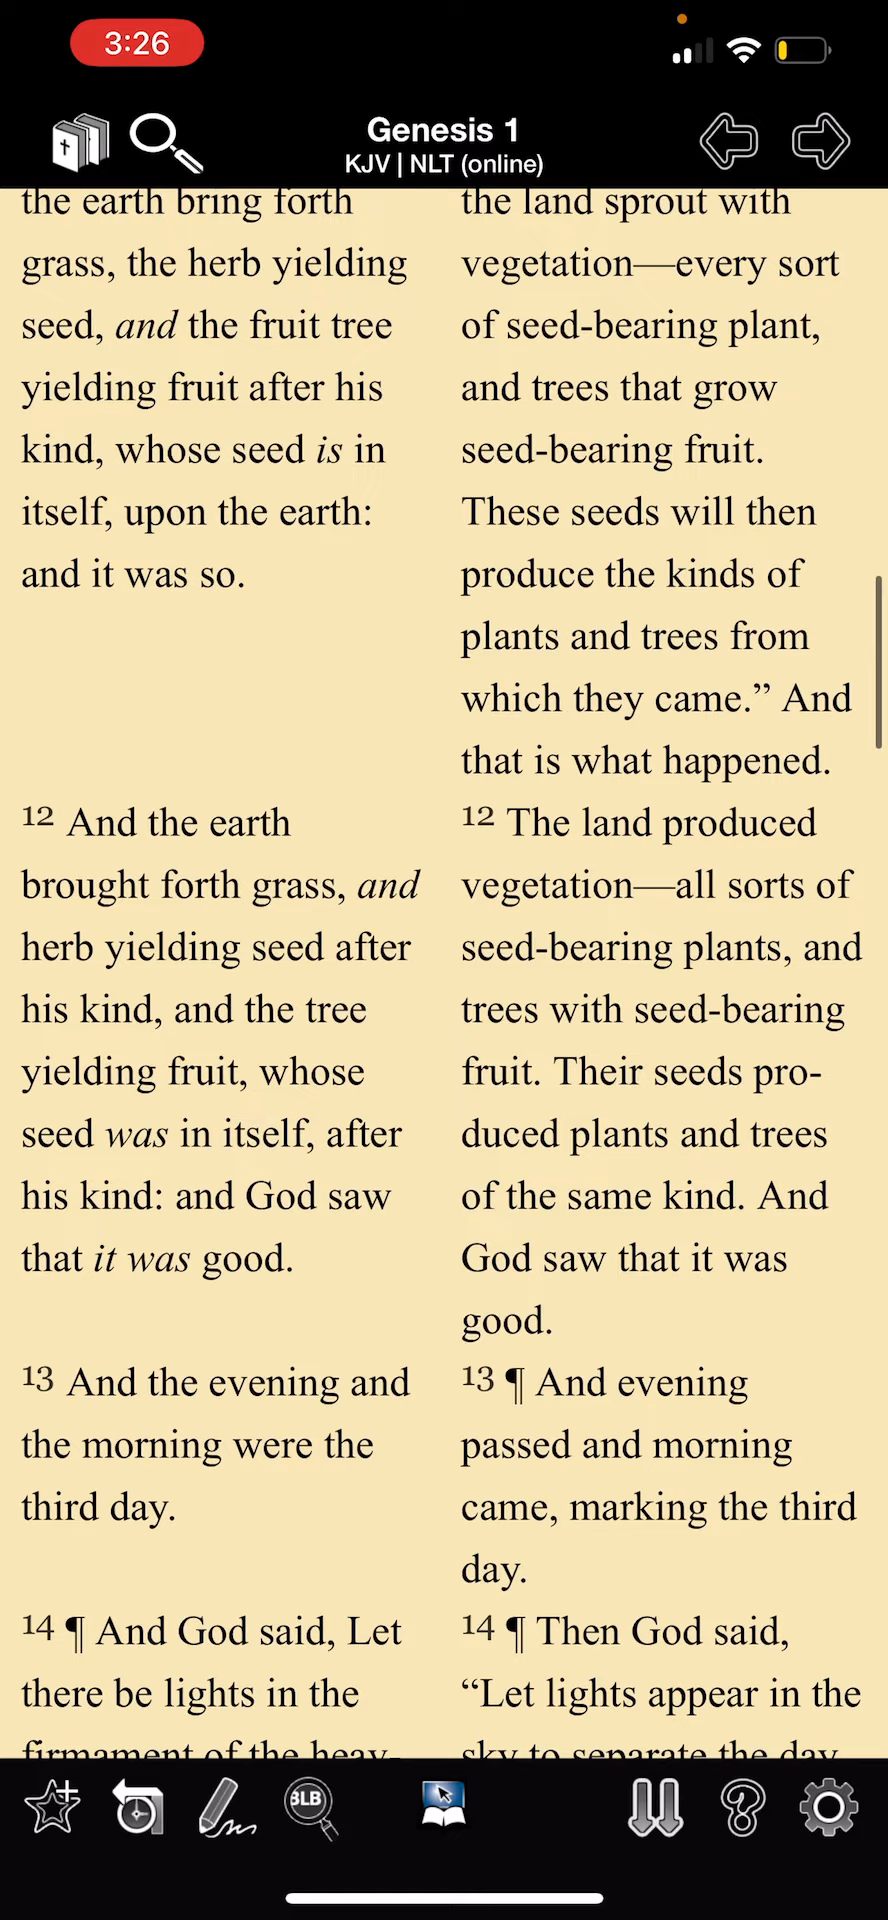 3:26
Genesis 1
KJV | NLT (online)
the earth bring forth
grass, the herb yielding
seed, and the fruit tree
yielding fruit after his
kind, whose seed is in
itself, upon the earth:
and it was so.
12 And the earth
brought forth grass, and
herb yielding seed after
his kind, and the tree
yielding fruit, whose
seed was in itself, after
his kind: and God saw
that it was good.
13 And the evening and
the morning were the
third day.
14 ¶ And God said, Let
there be lights in the
firmament of the heav-
the land sprout with
vegetation—every sort
of seed-bearing plant,
and trees that grow
seed-bearing fruit.
These seeds will then
produce the kinds of
plants and trees from
which they came.” And
that is what happened.
12 The land produced
vegetation—all sorts of
seed-bearing plants, and
trees with seed-bearing
fruit. Their seeds pro-
duced plants and trees
of the same kind. And
God saw that it was
good.
13 ¶ And evening
passed and morning
came, marking the third
day.
14 ¶ Then God said,
“Let lights appear in the
sky to separate the day
BLB